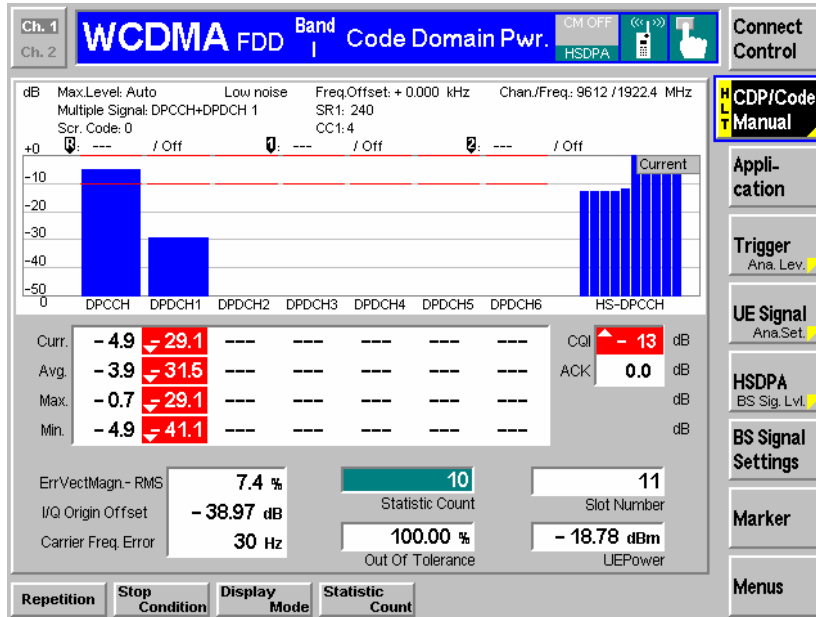 Ch. 1
Ch. 2
WCDMA FDD Band I Code Domain Pwr.
CM OFF
HSDPA
Connect Control
dB Max.Level: Auto Low noise Freq.Offset: + 0.000 kHz Chan./Freq.: 9612 / 1922.4 MHz
Multiple Signal: DPCCH+DPDCH 1 SR1: 240
Scr. Code: 0 CC1: 4
R: --- / Off 1: --- / Off 2: --- / Off
+0
Current
-10
-20
-30
-40
-50
0
DPCCH DPDCH1 DPDCH2 DPDCH3 DPDCH4 DPDCH5 DPDCH6 HS-DPCCH
Curr. - 4.9 - 29.1 --- --- --- --- --- CQI - 13 dB
Avg. - 3.9 - 31.5 --- --- --- --- --- ACK 0.0 dB
Max. - 0.7 - 29.1 --- --- --- --- --- dB
Min. - 4.9 - 41.1 --- --- --- --- --- dB
ErrVectMagn.- RMS 7.4 %
I/Q Origin Offset - 38.97 dB
Carrier Freq. Error 30 Hz
10
Statistic Count
11
Slot Number
100.00 %
Out Of Tolerance
- 18.78 dBm
UEPower
HLT
CDP/Code Manual
Appli-
cation
Trigger
Ana. Lev.
UE Signal
Ana.Set.
HSDPA
BS Sig. Lvl.
BS Signal
Settings
Marker
Menus
Repetition
Stop Condition
Display Mode
Statistic Count